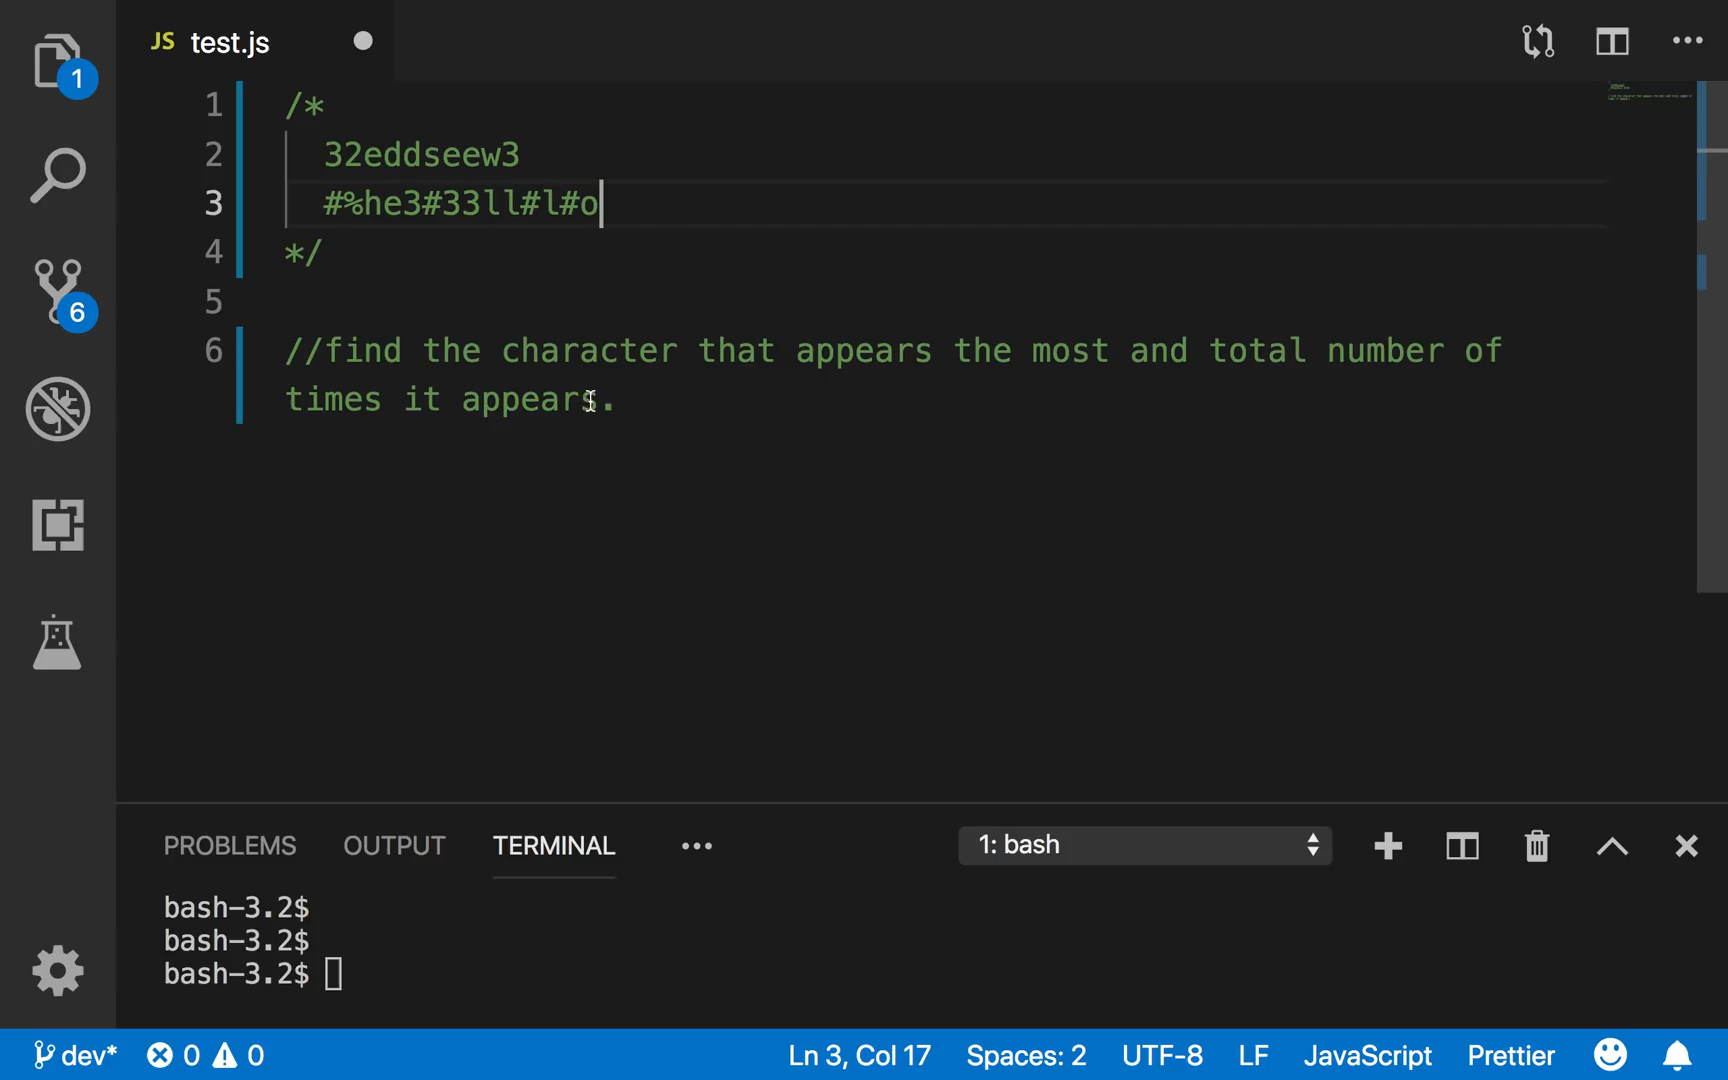 JS test.js
1
1 /*
2 32eddseew3
3 #%he3#33ll#l#o
4 */
5
6 //find the character that appears the most and total number of
times it appears.
6
PROBLEMS OUTPUT TERMINAL ••• 1: bash
bash-3.2$
bash-3.2$
bash-3.2$
dev* 0 0 Ln 3, Col 17 Spaces: 2 UTF-8 LF JavaScript Prettier